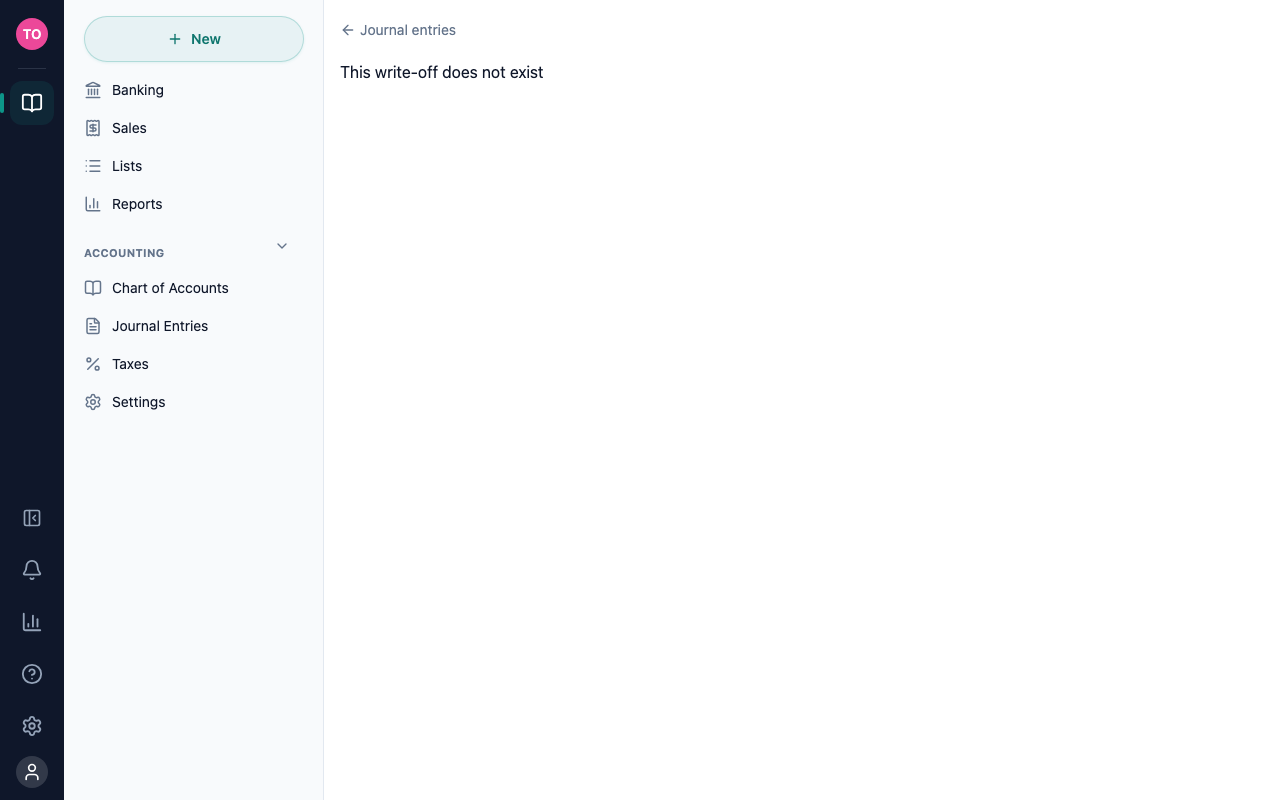 TO
New
Banking
Sales
Lists
Reports
ACCOUNTING
Chart of Accounts
Journal Entries
Taxes
Settings
Journal entries
This write-off does not exist